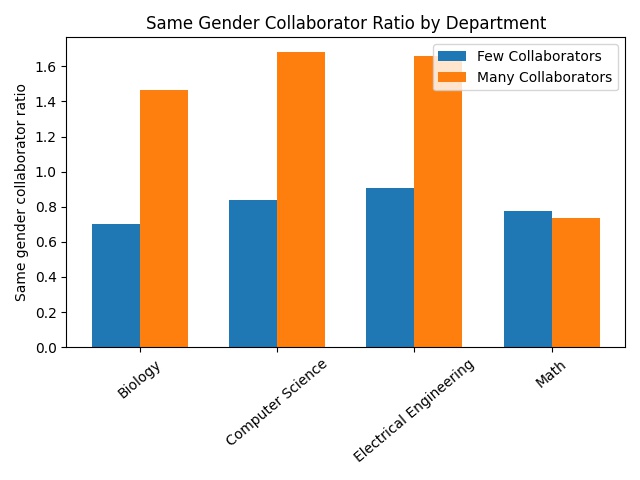 Same Gender Collaborator Ratio by Department
Few Collaborators
Many Collaborators
Same gender collaborator ratio
1.6
1.4
1.2
1.0
0.8
0.6
0.4
0.2
0.0
Biology
Computer Science
Electrical Engineering
Math